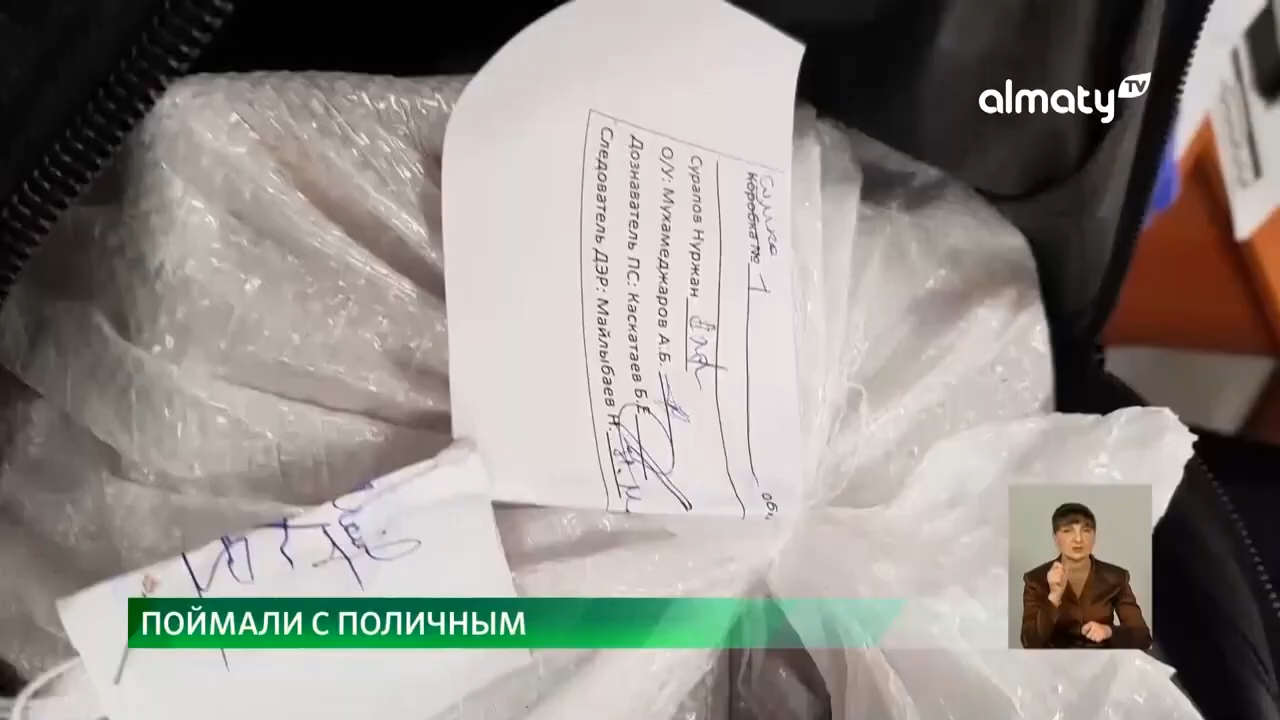 almaty TV
Коробка № 1
Сурапов Нуржан
О/У: Мухамеджаров А.Б.
Дознаватель ПС: Каскатаев Б.Е
Следователь ДЭР: Майлыбаев Н.
ПОЙМАЛИ С ПОЛИЧНЫМ